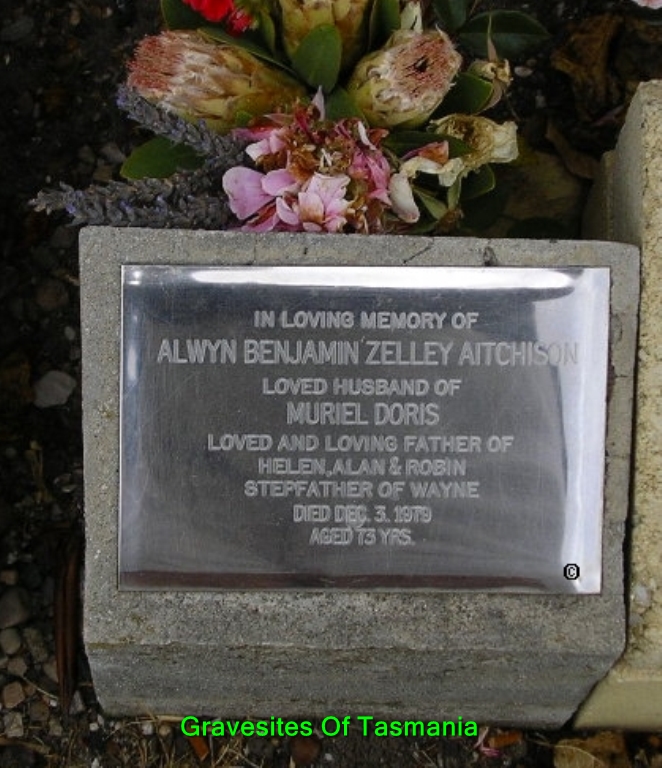 IN LOVING MEMORY OF
ALWYN BENJAMIN ZELLEY AITCHISON
LOVED HUSBAND OF
MURIEL DORIS
LOVED AND LOVING FATHER OF
HELEN, ALAN & ROBIN
STEPFATHER OF WAYNE
DIED DEC. 3. 1979
AGED 73 YRS.
©
Gravesites Of Tasmania